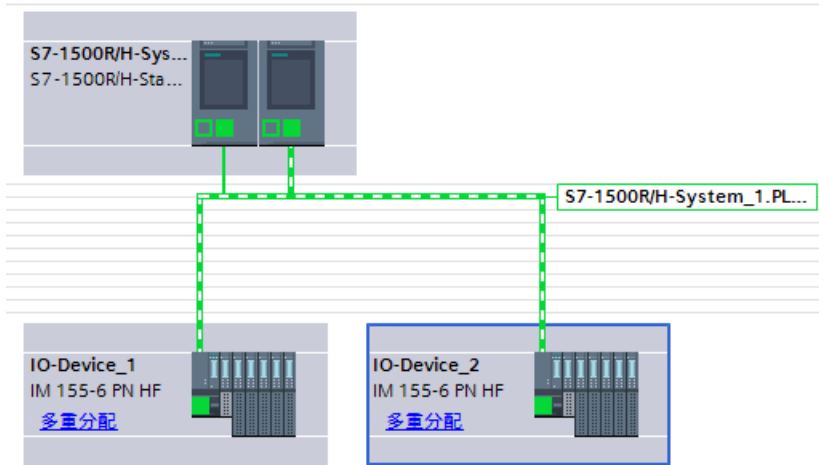 S7-1500R/H-Sys...
S7-1500R/H-Sta...
S7-1500R/H-System_1.PL...
IO-Device_1
IM 155-6 PN HF
多重分配
IO-Device_2
IM 155-6 PN HF
多重分配